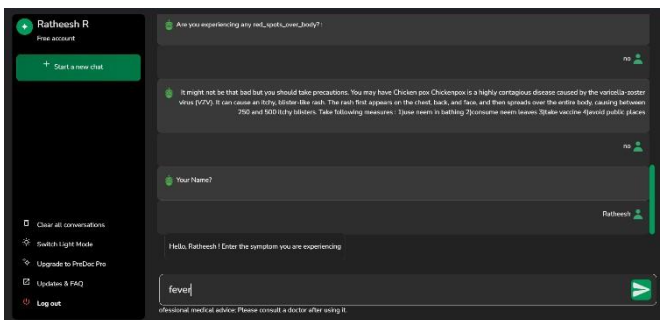 Ratheesh R
Free account
+ Start a new chat
Clear all conversations
Switch Light Mode
Upgrade to PreDoc Pro
Updates & FAQ
Log out
Are you experiencing any red_spots_over_body? :
no
It might not be that bad but you should take precautions. You may have Chicken pox Chickenpox is a highly contagious disease caused by the varicella-zoster
virus (VZV). It can cause an itchy, blister-like rash. The rash first appears on the chest, back, and face, and then spreads over the entire body, causing between
250 and 500 itchy blisters. Take following measures : 1)use neem in bathing 2)consume neem leaves 3)take vaccine 4)avoid public places
no
Your Name?
Ratheesh
Hello, Ratheesh ! Enter the symptom you are experiencing
fever
ofessional medical advice; Please consult a doctor after using it.